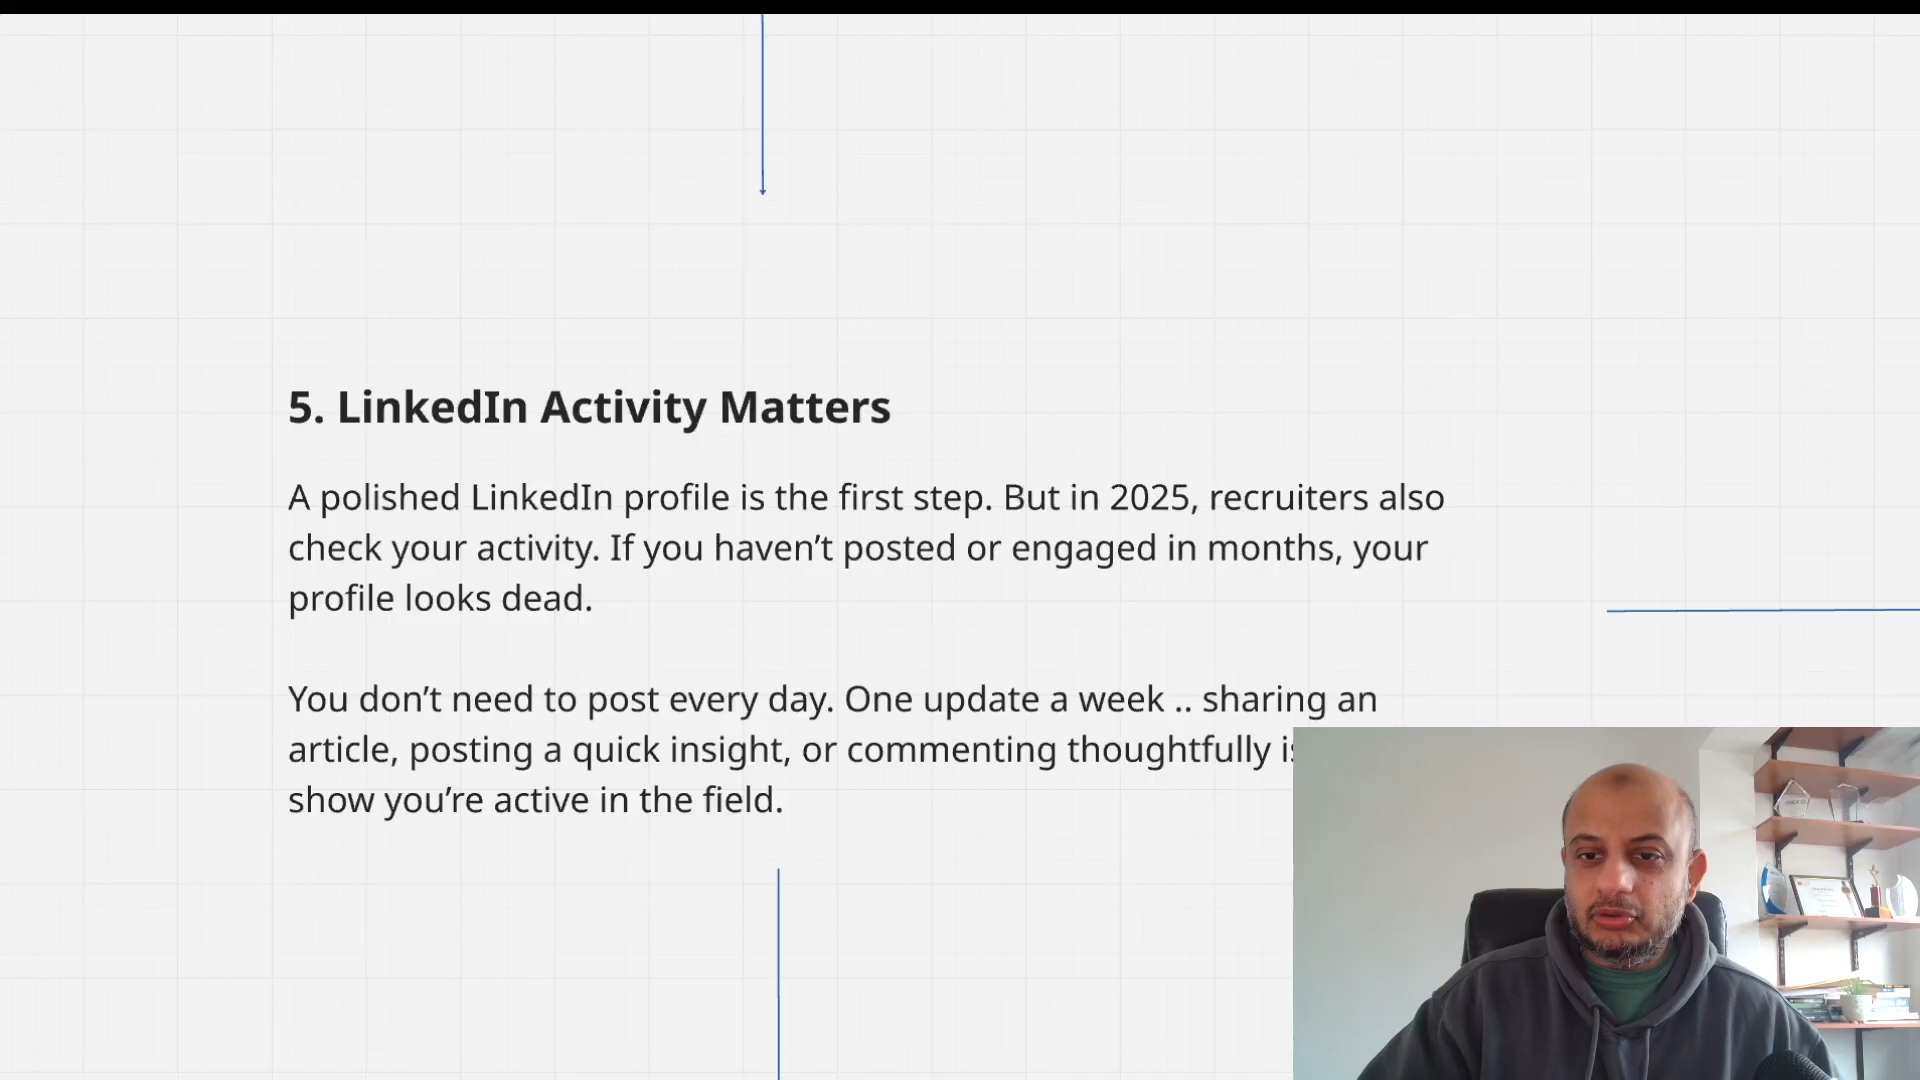 5. LinkedIn Activity Matters
A polished LinkedIn profile is the first step. But in 2025, recruiters also
check your activity. If you haven’t posted or engaged in months, your
profile looks dead.
You don’t need to post every day. One update a week .. sharing an
article, posting a quick insight, or commenting thoughtfully
show you’re active in the field.